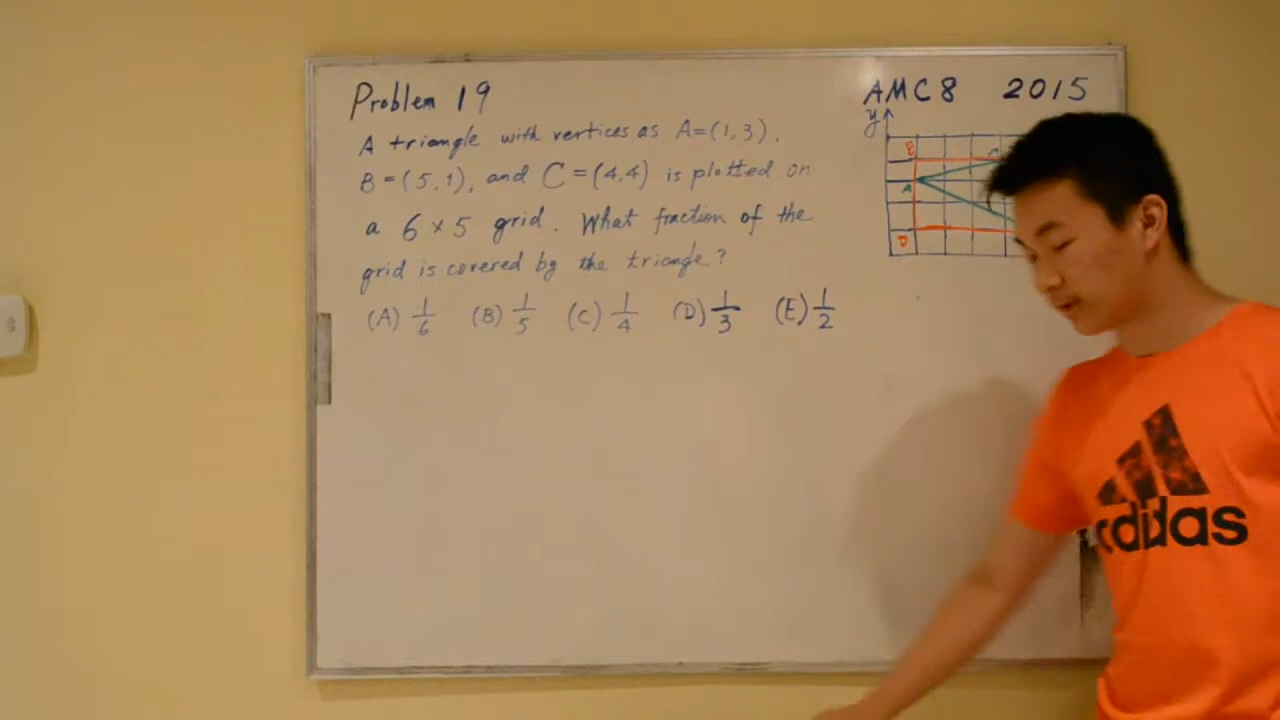 Problem 19
AMC8 2015
A triangle with vertices as A=(1,3),
B=(5,1), and C=(4,4) is plotted on
a 6×5 grid. What fraction of the
grid is covered by the triangle?
(A) 1/6 (B) 1/5 (C) 1/4 (D) 1/3 (E) 1/2
y
E
C
A
D
adidas